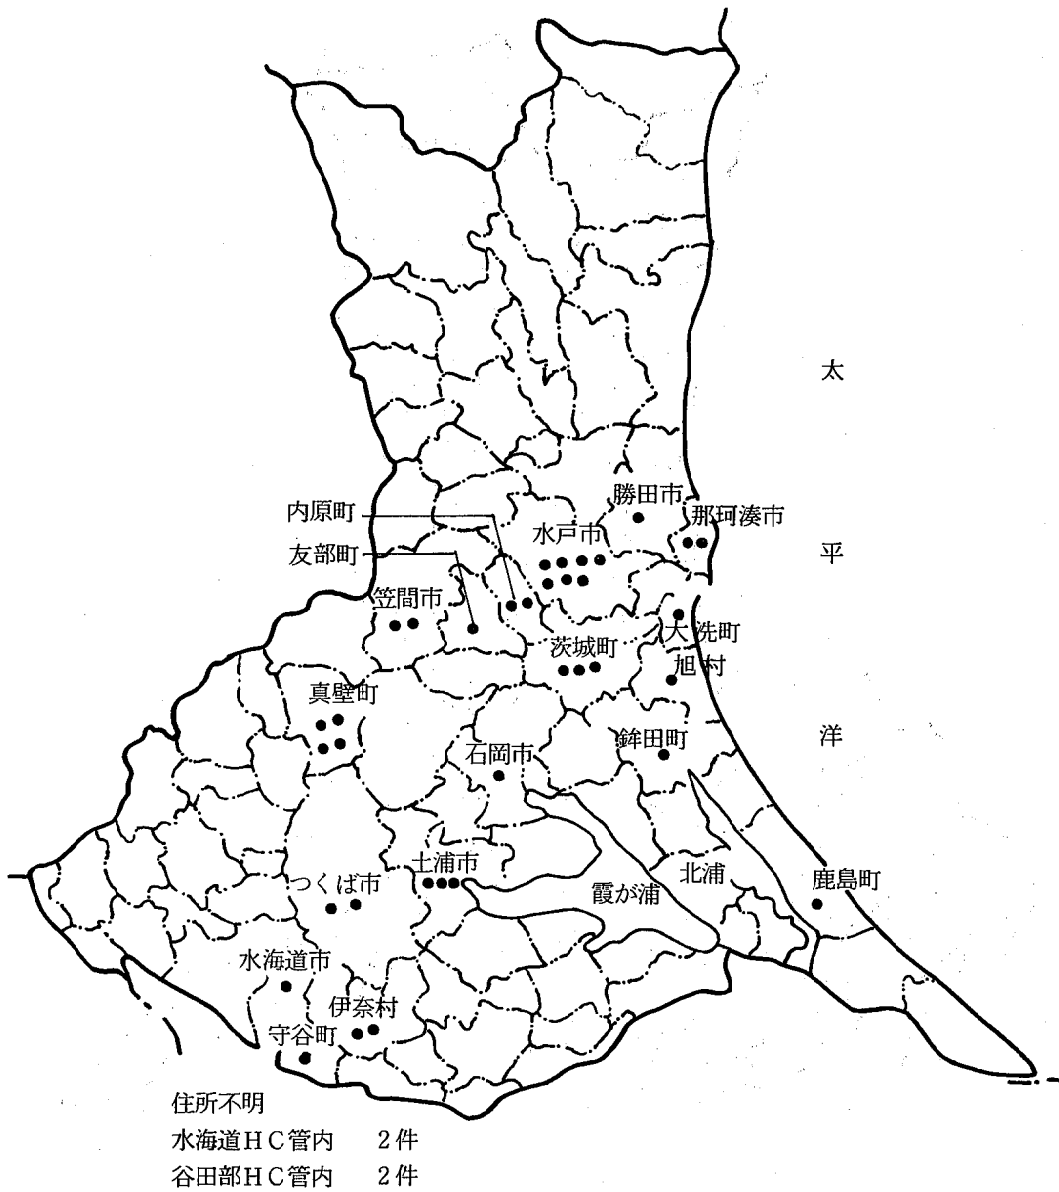 太
平
洋
勝田市
内原町
那珂湊市
水戸市
友部町
笠間市
大洗町
茨城町
旭村
真壁町
鉾田町
石岡市
土浦市
北浦
鹿島町
つくば市
霞が浦
水海道市
伊奈村
守谷町
住所不明
水海道HC管内 2件
谷田部HC管内 2件